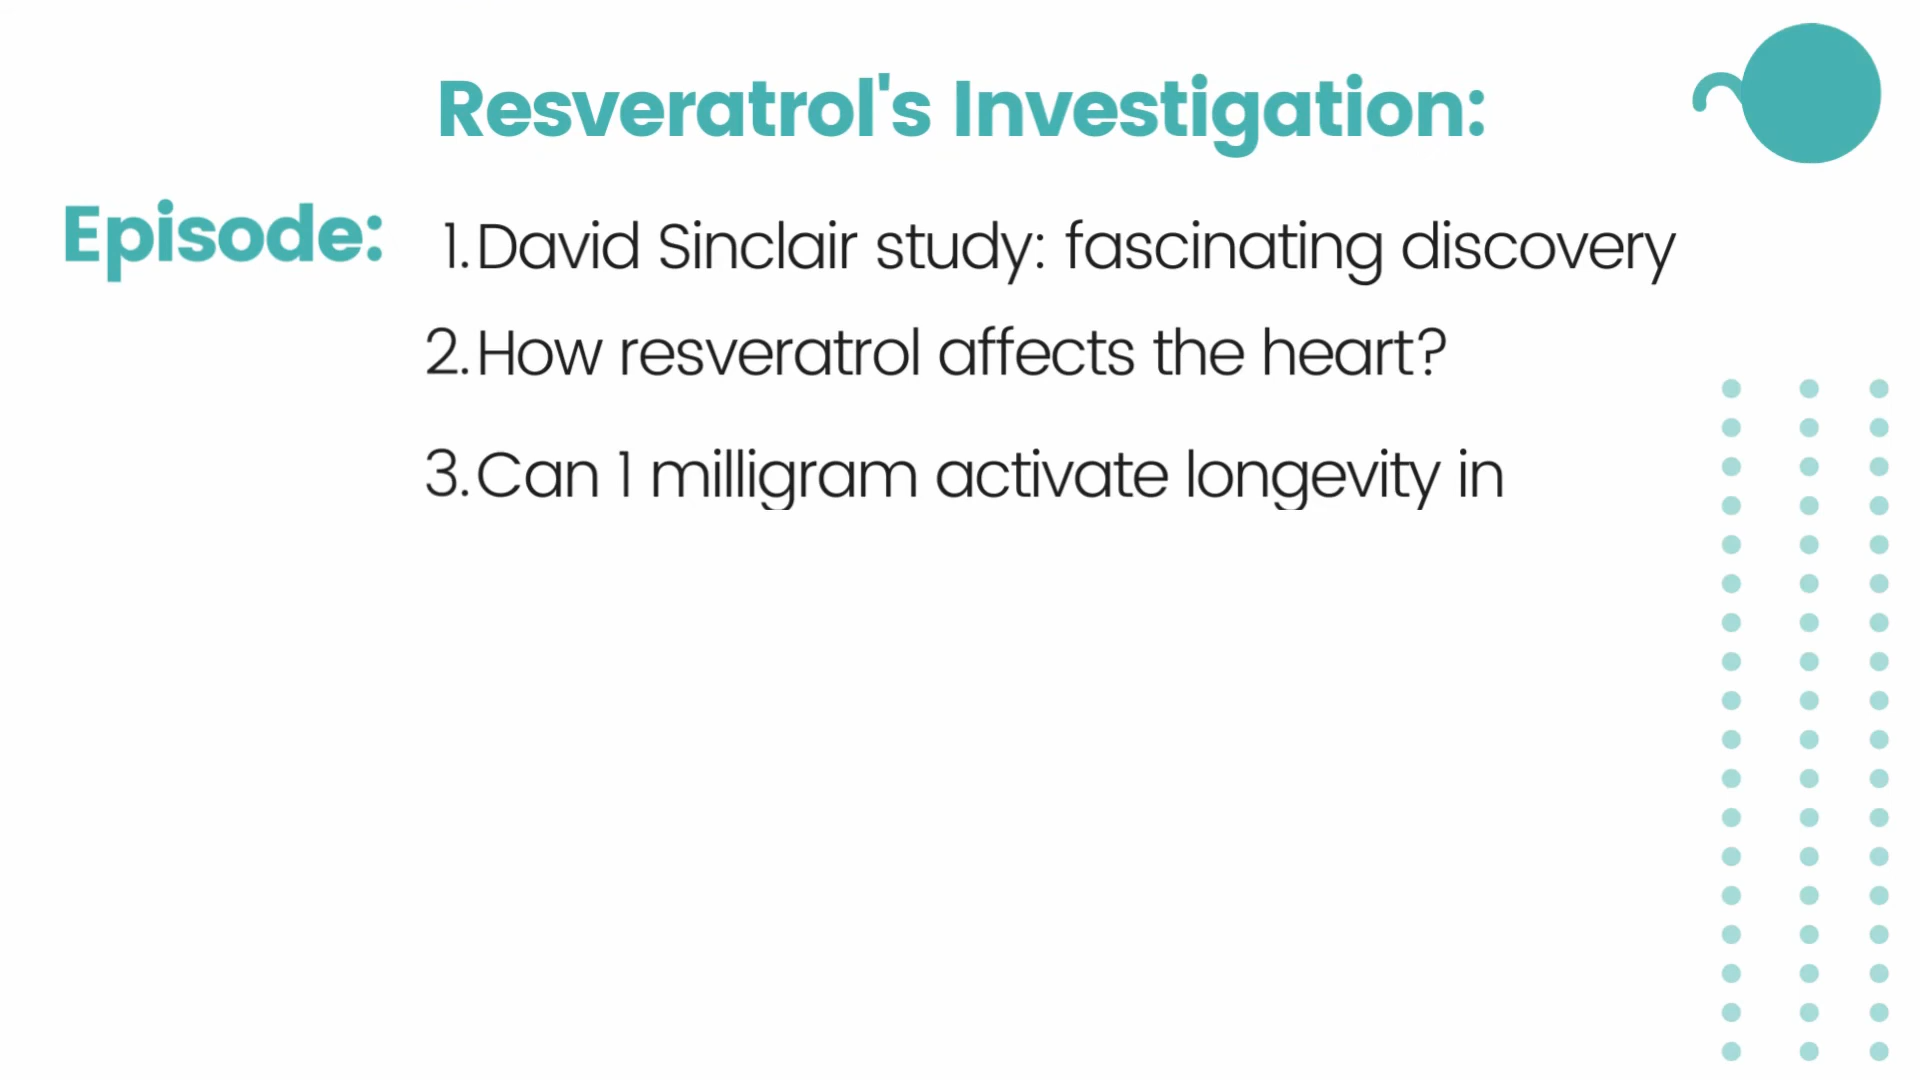 Resveratrol's Investigation:
Episode:
1. David Sinclair study: fascinating discovery
2. How resveratrol affects the heart?
3. Can 1 milligram activate longevity in